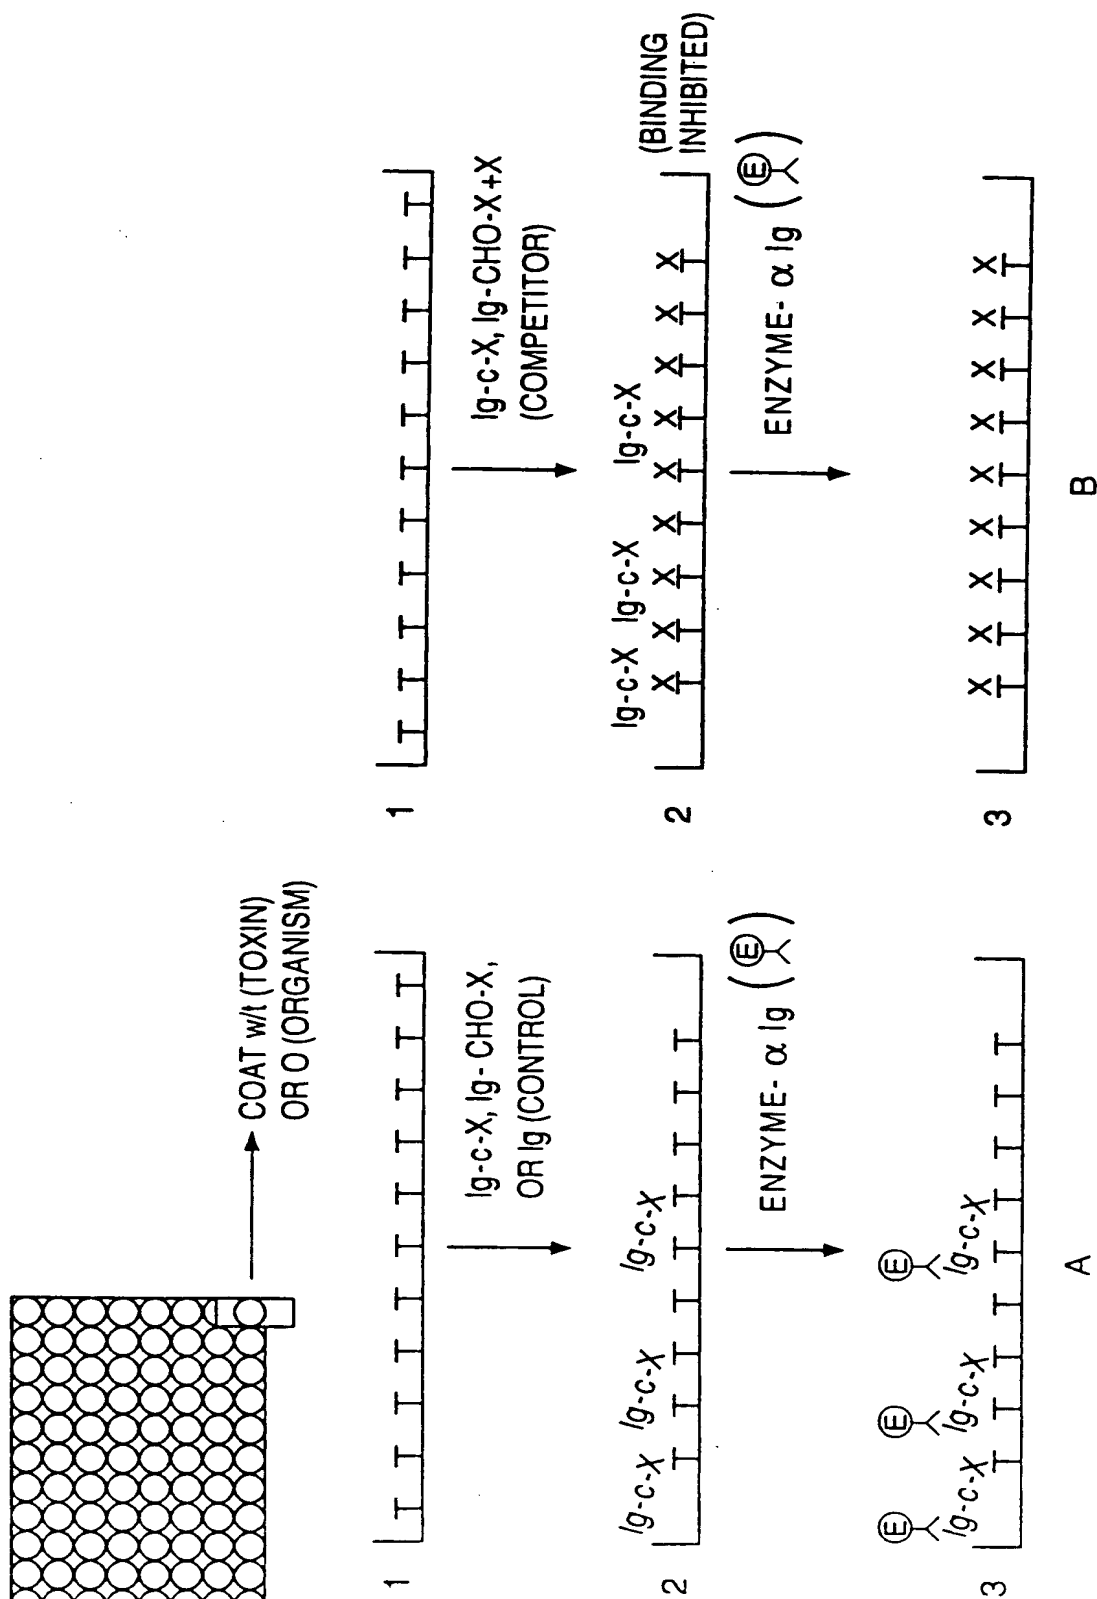 COAT w/t (TOXIN)
OR O (ORGANISM)
1
Ig-c-X, Ig-CHO-X,
OR Ig (CONTROL)
2
Ig-c-X Ig-c-X Ig-c-X
ENZYME-α Ig (E)
3
E E E
Ig-c-X Ig-c-X Ig-c-X
A
1
Ig-c-X, Ig-CHO-X+X
(COMPETITOR)
2
Ig-c-X Ig-c-X Ig-c-X
X X X X X X X X X
(BINDING
INHIBITED)
ENZYME-α Ig (E)
3
X X X X X X X X X
B